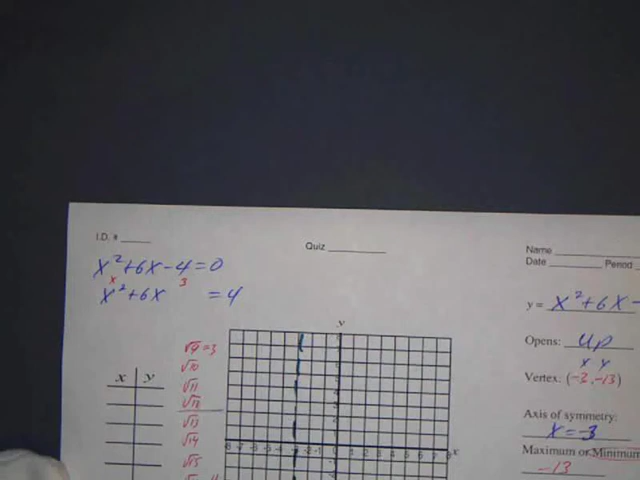 I.D. #
Quiz
Name
Date Period
x² + 6x - 4 = 0
x 3
x² + 6x = 4
y = x² + 6x -
Opens: up
x y
Vertex: (-3, -13)
Axis of symmetry:
x = -3
Maximum or Minimum
-13
x y
√9 = 3
√10
√11
√12
√13
√14
√15
y
x